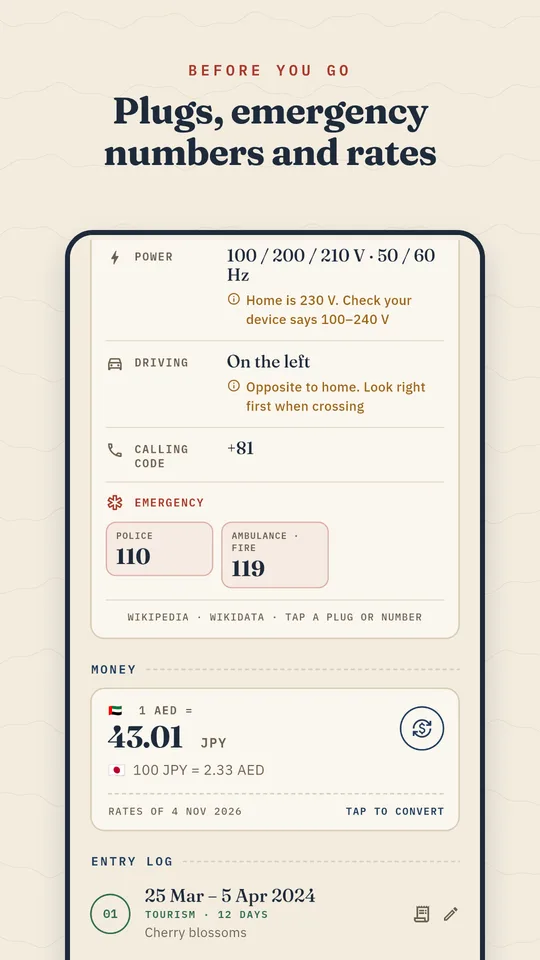 BEFORE YOU GO
Plugs, emergency
numbers and rates
POWER
100 / 200 / 210 V · 50 / 60
Hz
Home is 230 V. Check your
device says 100–240 V
DRIVING
On the left
Opposite to home. Look right
first when crossing
CALLING
CODE
+81
EMERGENCY
POLICE
110
AMBULANCE ·
FIRE
119
WIKIPEDIA · WIKIDATA · TAP A PLUG OR NUMBER
MONEY
1 AED =
43.01 JPY
100 JPY = 2.33 AED
RATES OF 4 NOV 2026
TAP TO CONVERT
ENTRY LOG
01
25 Mar – 5 Apr 2024
TOURISM · 12 DAYS
Cherry blossoms